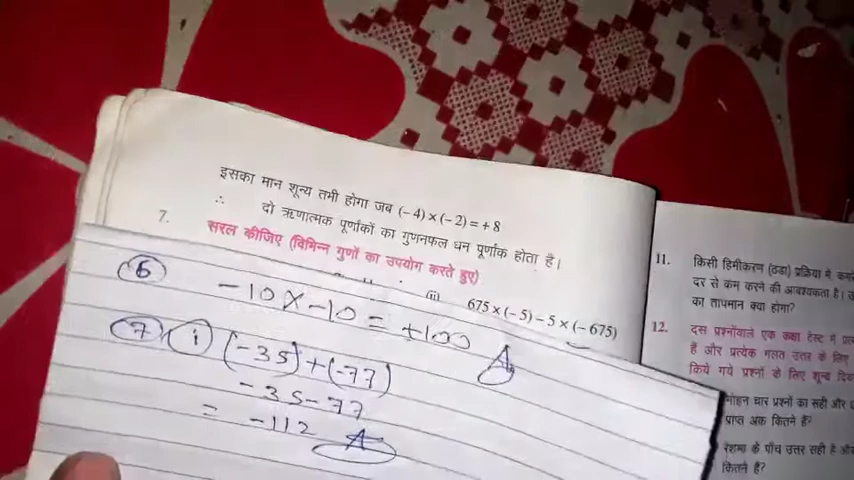 इसका मान शून्य तभी होगा जब (-4)×(-2)=+8
∴ दो ऋणात्मक पूर्णांकों का गुणनफल धन पूर्णांक होता है।
7. सरल कीजिए (विभिन्न गुणों का उपयोग करते हुए)
(ii) 675×(-5)-5×(-675)
6 -10×-10 = +100
A
7 i (-35)+(-77)
-35-77
= -112 A
11. किसी हिमीकरण (ठंडा) प्रक्रिया में
दर से कम करने की आवश्यकता है।
का तापमान क्या होगा?
12. दस प्रश्नोंवाले एक कक्षा टेस्ट में
है और प्रत्येक गलत उत्तर के लिए
किये गये प्रश्नों के लिए शून्य
मोहन चार प्रश्नों का सही और
प्राप्त अंक कितने हैं?
रेशमा के पाँच उत्तर सही है और
कितने हैं?